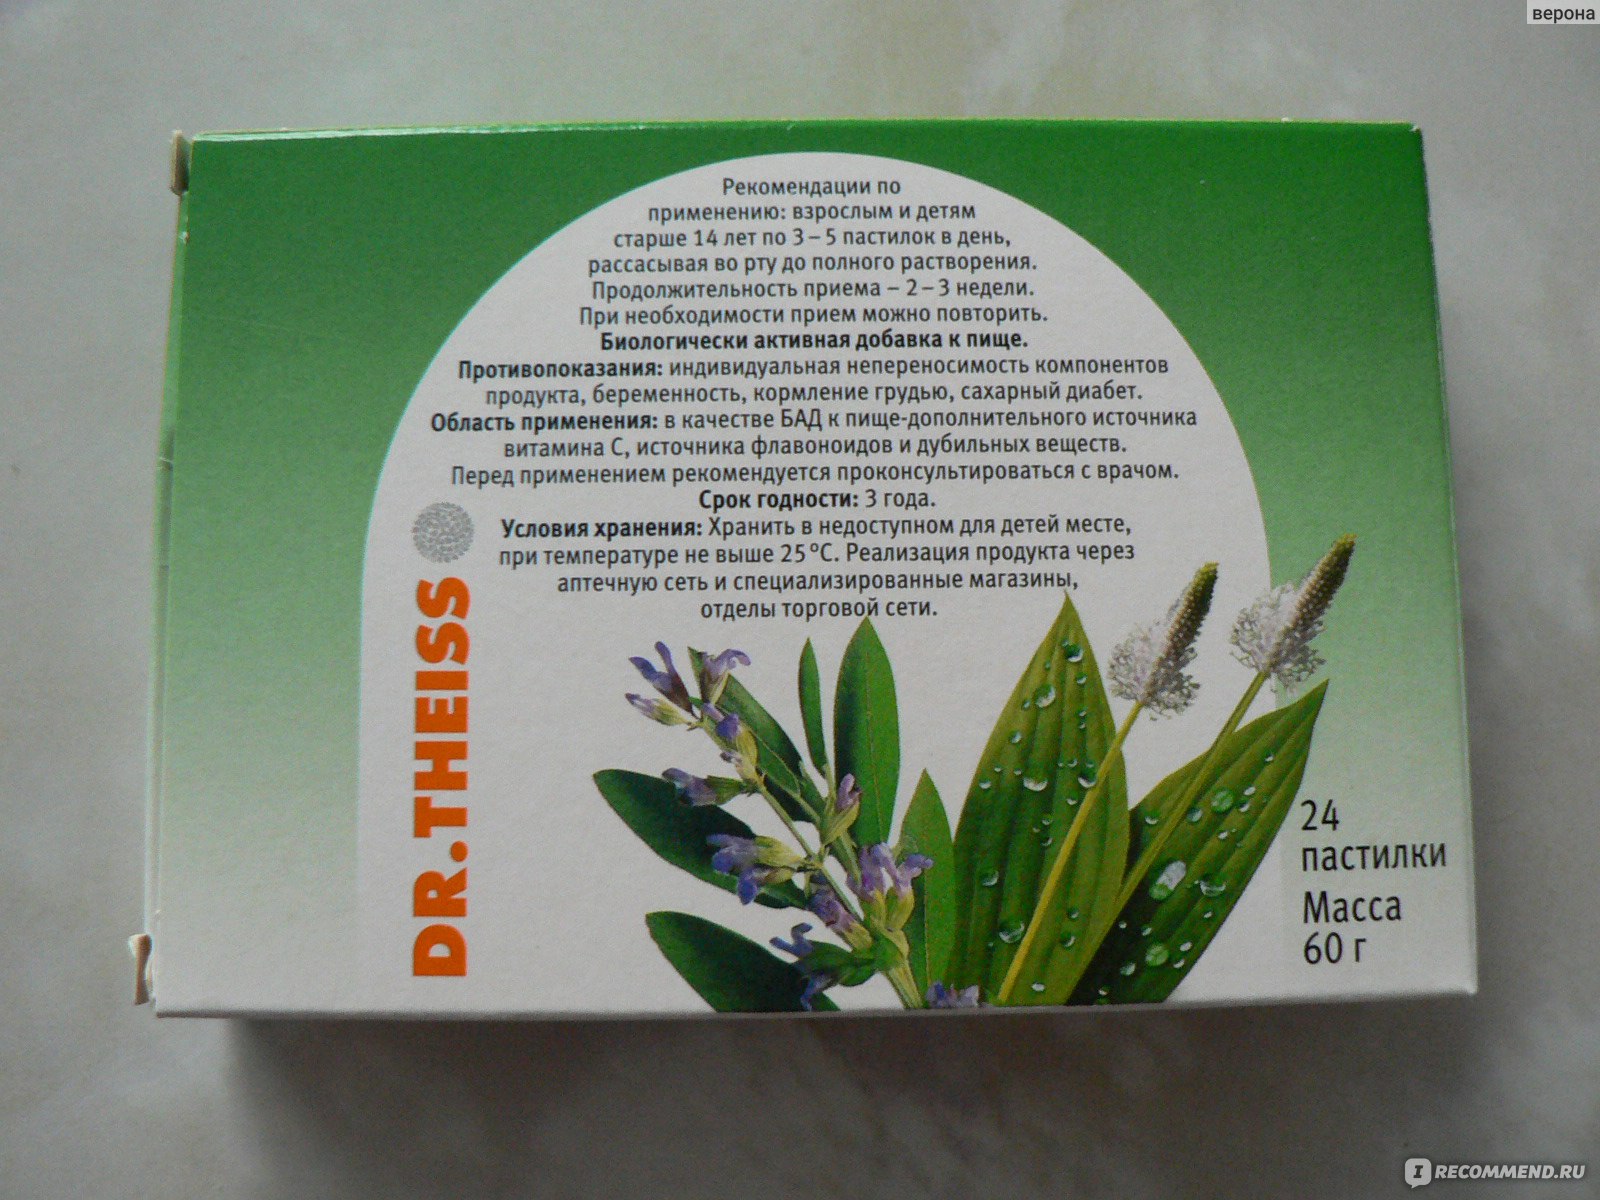 верона
Рекомендации по
применению: взрослым и детям
старше 14 лет по 3 – 5 пастилок в день,
рассасывая во рту до полного растворения.
Продолжительность приема – 2 – 3 недели.
При необходимости прием можно повторить.
Биологически активная добавка к пище.
Противопоказания: индивидуальная непереносимость компонентов
продукта, беременность, кормление грудью, сахарный диабет.
Область применения: в качестве БАД к пище-дополнительного источника
витамина С, источника флавоноидов и дубильных веществ.
Перед применением рекомендуется проконсультироваться с врачом.
Срок годности: 3 года.
Условия хранения: Хранить в недоступном для детей месте,
при температуре не выше 25 °С. Реализация продукта через
аптечную сеть и специализированные магазины,
отделы торговой сети.
DR.THEISS
24
пастилки
Масса
60 г
IRECOMMEND.RU